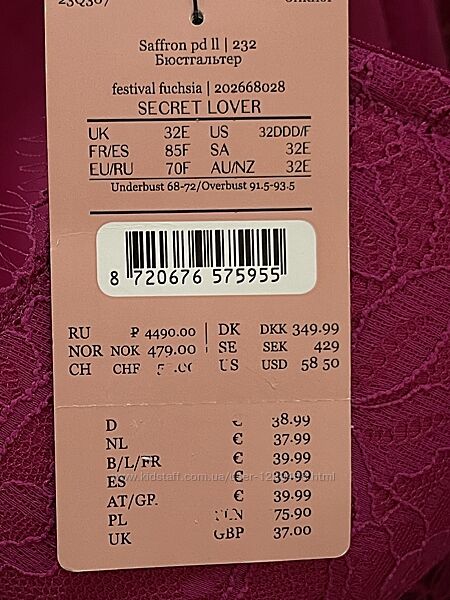 Saffron pd ll | 232
Бюстгальтер
festival fuchsia | 202668028
SECRET LOVER
UK 32E US 32DDD/F
FR/ES 85F SA 32E
EU/RU 70F AU/NZ 32E
Underbust 68-72/Overbust 91.5-93.5
8 720676 575955
RU ₽ 4490.00 DK DKK 349.99
NOR NOK 479.00 SE SEK 429
CH CHF US USD 58 50
D € 38.99
NL € 37.99
B/L/FR € 39.99
ES € 39.99
AT/GR € 39.99
PL 75.90
UK GBP 37.00